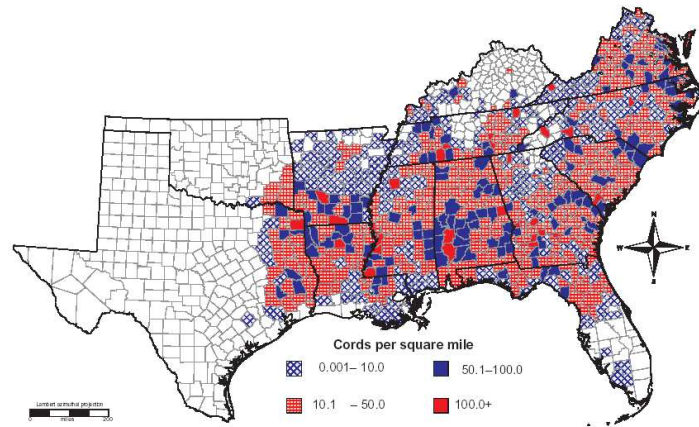 N
W E
S
Cords per square mile
0.001– 10.0 50.1–100.0
10.1 – 50.0 100.0+
Lambert azimuthal projection
0 miles 200